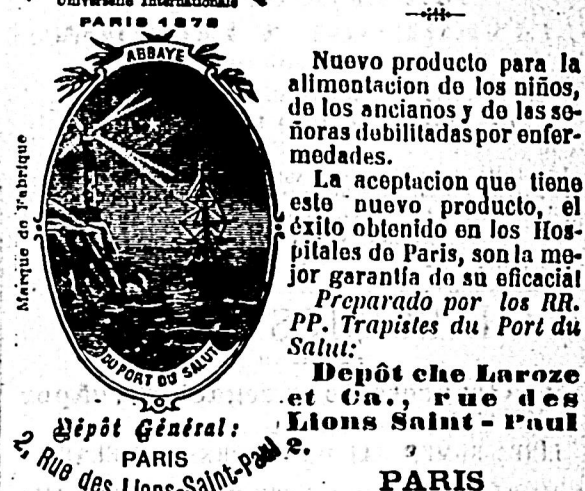 Universelle Internationale
PARIS 1878
ABBAYE
DU PORT DU SALUT
Marque de Fabrique
Dépôt Général:
PARIS
2, Rue des Lions-Saint-Paul
Nuevo producto para la
alimentacion de los niños,
de los ancianos y de las se-
ñoras debilitadas por enfer-
medades.
La aceptacion que tiene
este nuevo producto, el
éxito obtenido en los Hos-
pitales de Paris, son la me-
jor garantía de su eficacia!
Preparado por los RR.
PP. Trapistes du Port du
Salut:
Depôt che Laroze
et Ca., rue des
Lions Saint-Paul
2.
PARIS